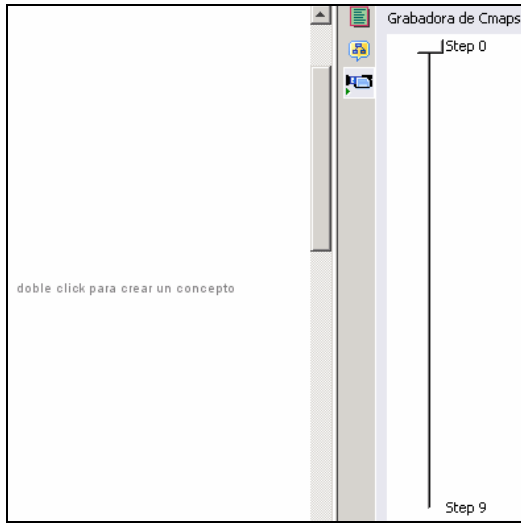 Grabadora de Cmaps
Step 0
doble click para crear un concepto
Step 9